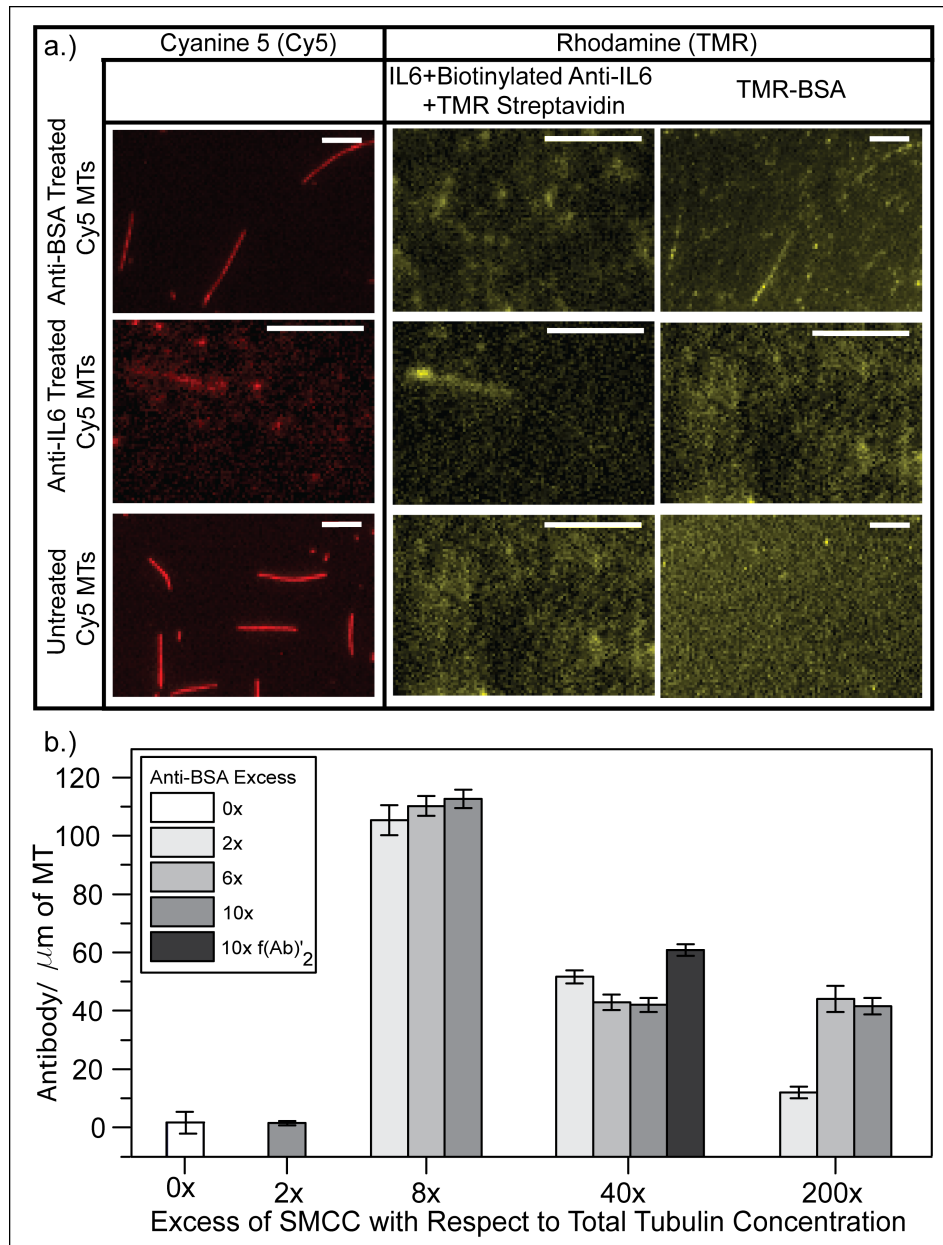 a.)
Cyanine 5 (Cy5)
Rhodamine (TMR)
IL6+Biotinylated Anti-IL6
+TMR Streptavidin
TMR-BSA
Anti-BSA Treated
Cy5 MTs
Anti-IL6 Treated
Cy5 MTs
Untreated
Cy5 MTs
b.)
Anti-BSA Excess
0x
2x
6x
10x
10x f(Ab)'2
Antibody/ μm of MT
120
100
80
60
40
20
0
0x
2x
8x
40x
200x
Excess of SMCC with Respect to Total Tubulin Concentration